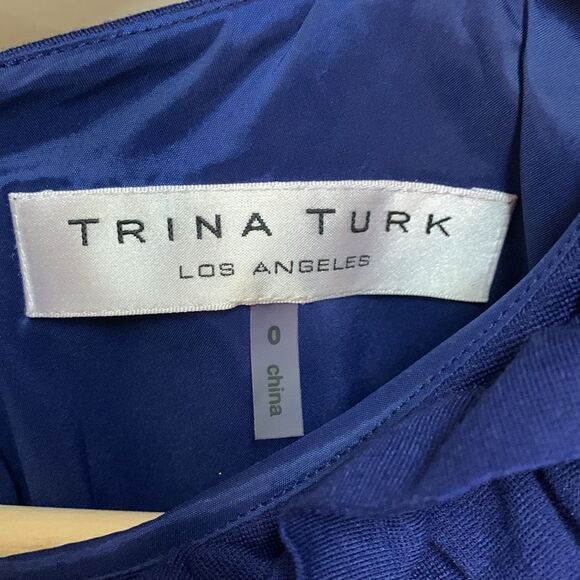 TRINA TURK
LOS ANGELES
0
china